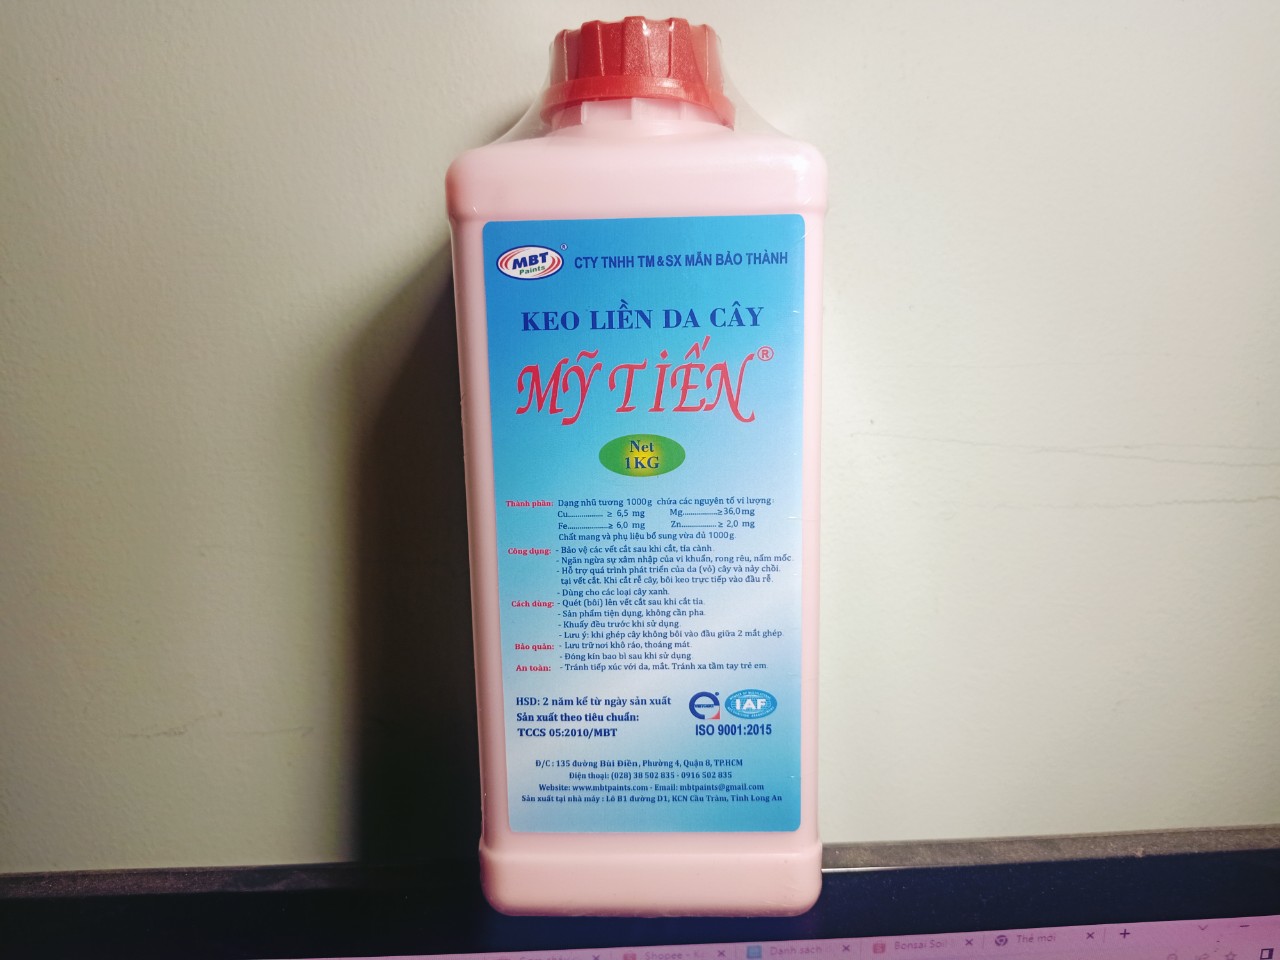 MBT ®
Paints
CTY TNHH TM & SX MÃN BẢO THÀNH
KEO LIỀN DA CÂY
MỸ TIẾN ®
Net
1KG
Thành phần: Dạng nhũ tương 1000g chứa các nguyên tố vi lượng:
Cu.................. ≥ 6,5 mg Mg.................≥36,0mg
Fe.....................≥ 6,0 mg Zn..................≥ 2,0 mg
Chất mang và phụ liệu bổ sung vừa đủ 1000g.
Công dụng: - Bảo vệ các vết cắt sau khi cắt, tỉa cành.
- Ngăn ngừa sự xâm nhập của vi khuẩn, rong rêu, nấm mốc.
- Hỗ trợ quá trình phát triển của da (vỏ) cây và nảy chồi.
tại vết cắt. Khi cắt rễ cây, bôi keo trực tiếp vào đầu rễ.
- Dùng cho các loại cây xanh.
Cách dùng: - Quét (bôi) lên vết cắt sau khi cắt tỉa.
- Sản phẩm tiện dụng, không cần pha.
- Khuấy đều trước khi sử dụng.
- Lưu ý: khi ghép cây không bôi vào đầu giữa 2 mắt ghép.
Bảo quản: - Lưu trữ nơi khô ráo, thoáng mát.
- Đóng kín bao bì sau khi sử dụng
An toàn: - Tránh tiếp xúc với da, mắt. Tránh xa tầm tay trẻ em.
HSD: 2 năm kể từ ngày sản xuất
Sản xuất theo tiêu chuẩn:
TCCS 05:2010/MBT
IAF
ISO 9001:2015
Đ/C : 135 đường Bùi Điền, Phường 4, Quận 8, TP.HCM
Điện thoại: (028) 38 502 835 - 0916 502 835
Website: www.mbtpaints.com - Email: mbtpaints@gmail.com
Sản xuất tại nhà máy : Lô B1 đường D1, KCN Cầu Tràm, Tỉnh Long An
Shopee
Danh sách
Bonsai Soil
Thẻ mới